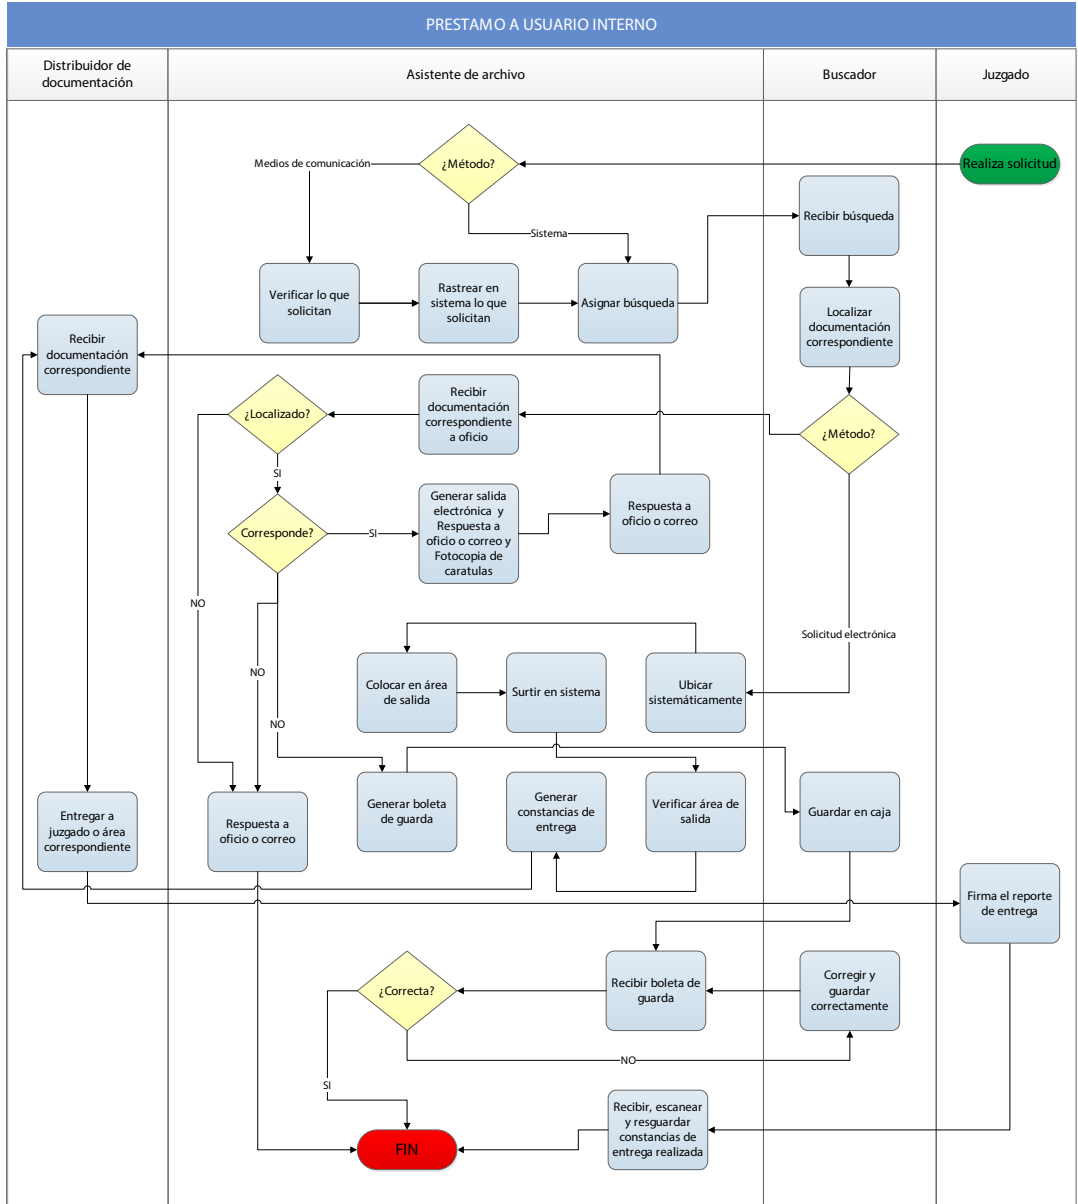 PRESTAMO A USUARIO INTERNO
Distribuidor de
documentación
Asistente de archivo
Buscador
Juzgado
Medios de comunicación
¿Método?
Realiza solicitud
Recibir búsqueda
Sistema
Verificar lo que
solicitan
Rastrear en
sistema lo que
solicitan
Asignar búsqueda
Localizar
documentación
correspondiente
Recibir
documentación
correspondiente
¿Localizado?
Recibir
documentación
correspondiente
a oficio
¿Método?
SI
Corresponde?
SI
Generar salida
electrónica y
Respuesta a
oficio o correo y
Fotocopia de
caratulas
Respuesta a
oficio o correo
NO
Solicitud electrónica
NO
Colocar en área
de salida
Surtir en sistema
Ubicar
sistemáticamente
NO
Entregar a
juzgado o área
correspondiente
Respuesta a
oficio o correo
Generar boleta
de guarda
Generar
constancias de
entrega
Verificar área de
salida
Guardar en caja
Firma el reporte
de entrega
¿Correcta?
Recibir boleta de
guarda
Corregir y
guardar
correctamente
NO
SI
Recibir, escanear
y resguardar
constancias de
entrega realizada
FIN